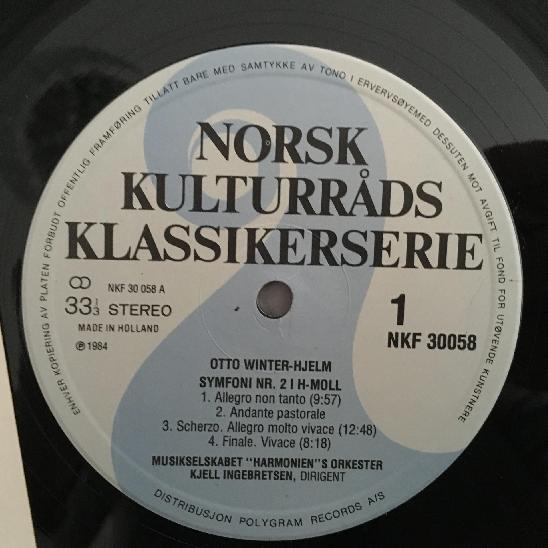 ENHVER KOPIERING AV PLATEN FORBUDT OFFENTLIG FRAMFØRING TILLATT BARE MED SAMTYKKE AV TONO I ERVERVSØYEMED DESSUTEN MOT AVGIFT TIL FOND FOR UTØVENDE KUNSTNERE
NORSK
KULTURRÅDS
KLASSIKERSERIE
NKF 30 058 A
33 1/3 STEREO
MADE IN HOLLAND
℗ 1984
1
NKF 30058
OTTO WINTER-HJELM
SYMFONI NR. 2 I H-MOLL
1. Allegro non tanto (9:57)
2. Andante pastorale
3. Scherzo. Allegro molto vivace (12:48)
4. Finale. Vivace (8:18)
MUSIKSELSKABET "HARMONIEN"S ORKESTER
KJELL INGEBRETSEN, DIRIGENT
DISTRIBUSJON POLYGRAM RECORDS A/S